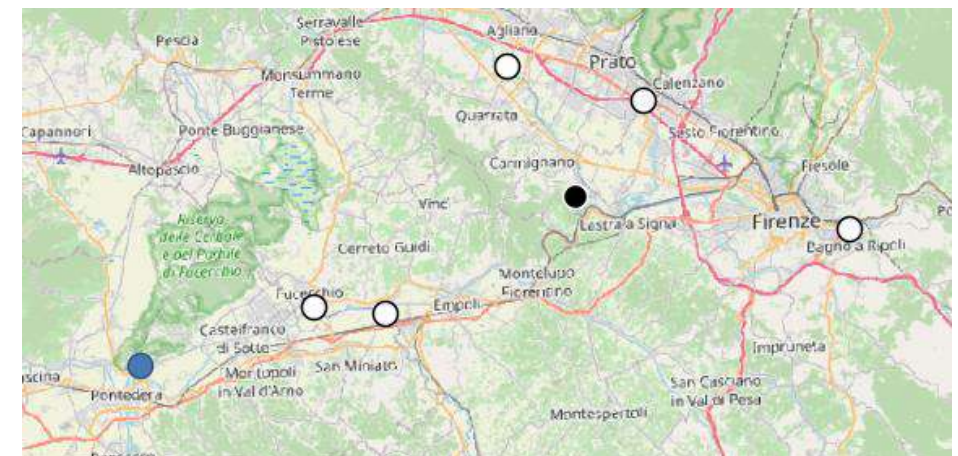 Serravalle
Pistoiese
Agliana
Pescia
Prato
Monsummano
Terme
Calenzano
Quarrata
Capannori
Ponte Buggianese
Sesto Fiorentino
Altopascio
Carmignano
Fiesole
Vinci
Riserva
delle Cerbaie
e del Padule
di Fucecchio
Lastra a Signa
Firenze
Bagno a Ripoli
Cerreto Guidi
Montelupo
Fiorentino
Fucecchio
Empoli
Castelfranco
di Sotto
Impruneta
San Miniato
Montopoli
in Val d'Arno
Pontedera
San Casciano
in Val di Pesa
Montespertoli